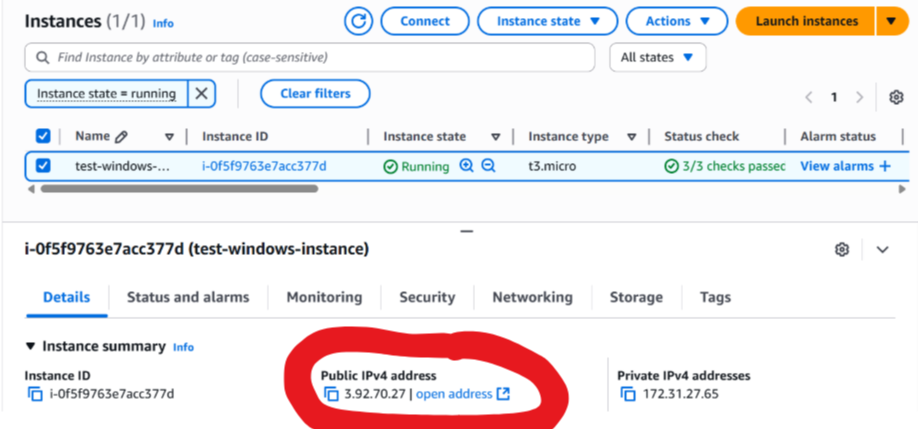 Instances (1/1) Info
Connect
Instance state
Actions
Launch instances
Find Instance by attribute or tag (case-sensitive)
All states
Instance state = running
Clear filters
1
Name Instance ID Instance state Instance type Status check Alarm status
test-windows-... i-0f5f9763e7acc377d Running t3.micro 3/3 checks passec View alarms +
i-0f5f9763e7acc377d (test-windows-instance)
Details Status and alarms Monitoring Security Networking Storage Tags
Instance summary Info
Instance ID Public IPv4 address Private IPv4 addresses
i-0f5f9763e7acc377d 3.92.70.27 | open address 172.31.27.65